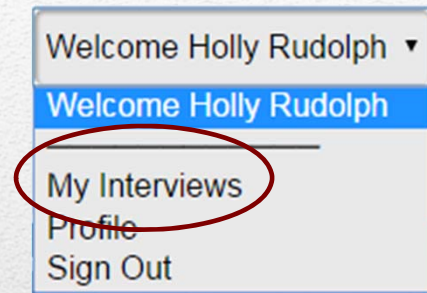 Welcome Holly Rudolph
Welcome Holly Rudolph
My Interviews
Profile
Sign Out